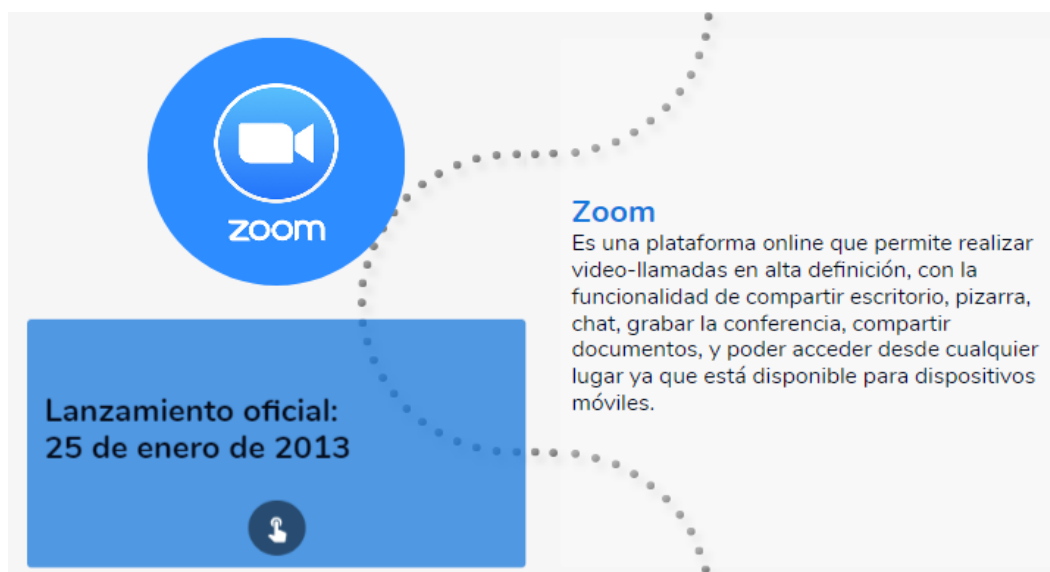 zoom
Zoom
Es una plataforma online que permite realizar
video-llamadas en alta definición, con la
funcionalidad de compartir escritorio, pizarra,
chat, grabar la conferencia, compartir
documentos, y poder acceder desde cualquier
lugar ya que está disponible para dispositivos
móviles.
Lanzamiento oficial:
25 de enero de 2013